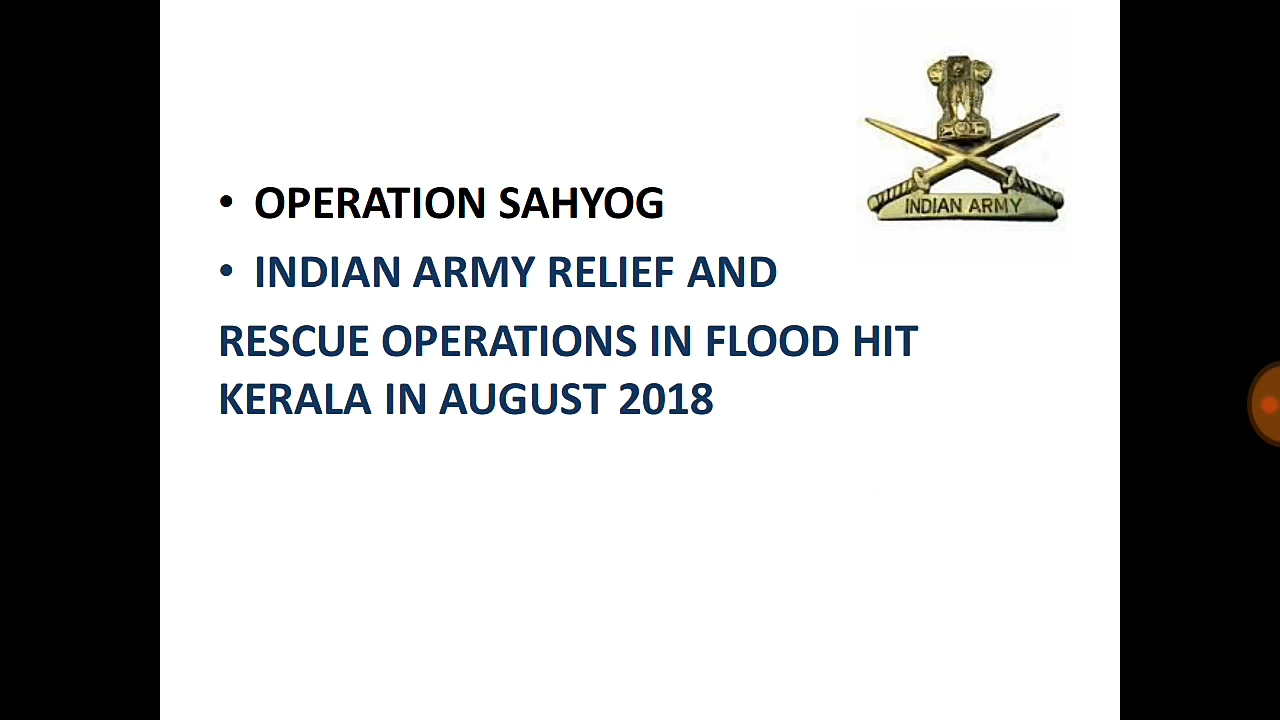 INDIAN ARMY
• OPERATION SAHYOG
• INDIAN ARMY RELIEF AND
RESCUE OPERATIONS IN FLOOD HIT
KERALA IN AUGUST 2018